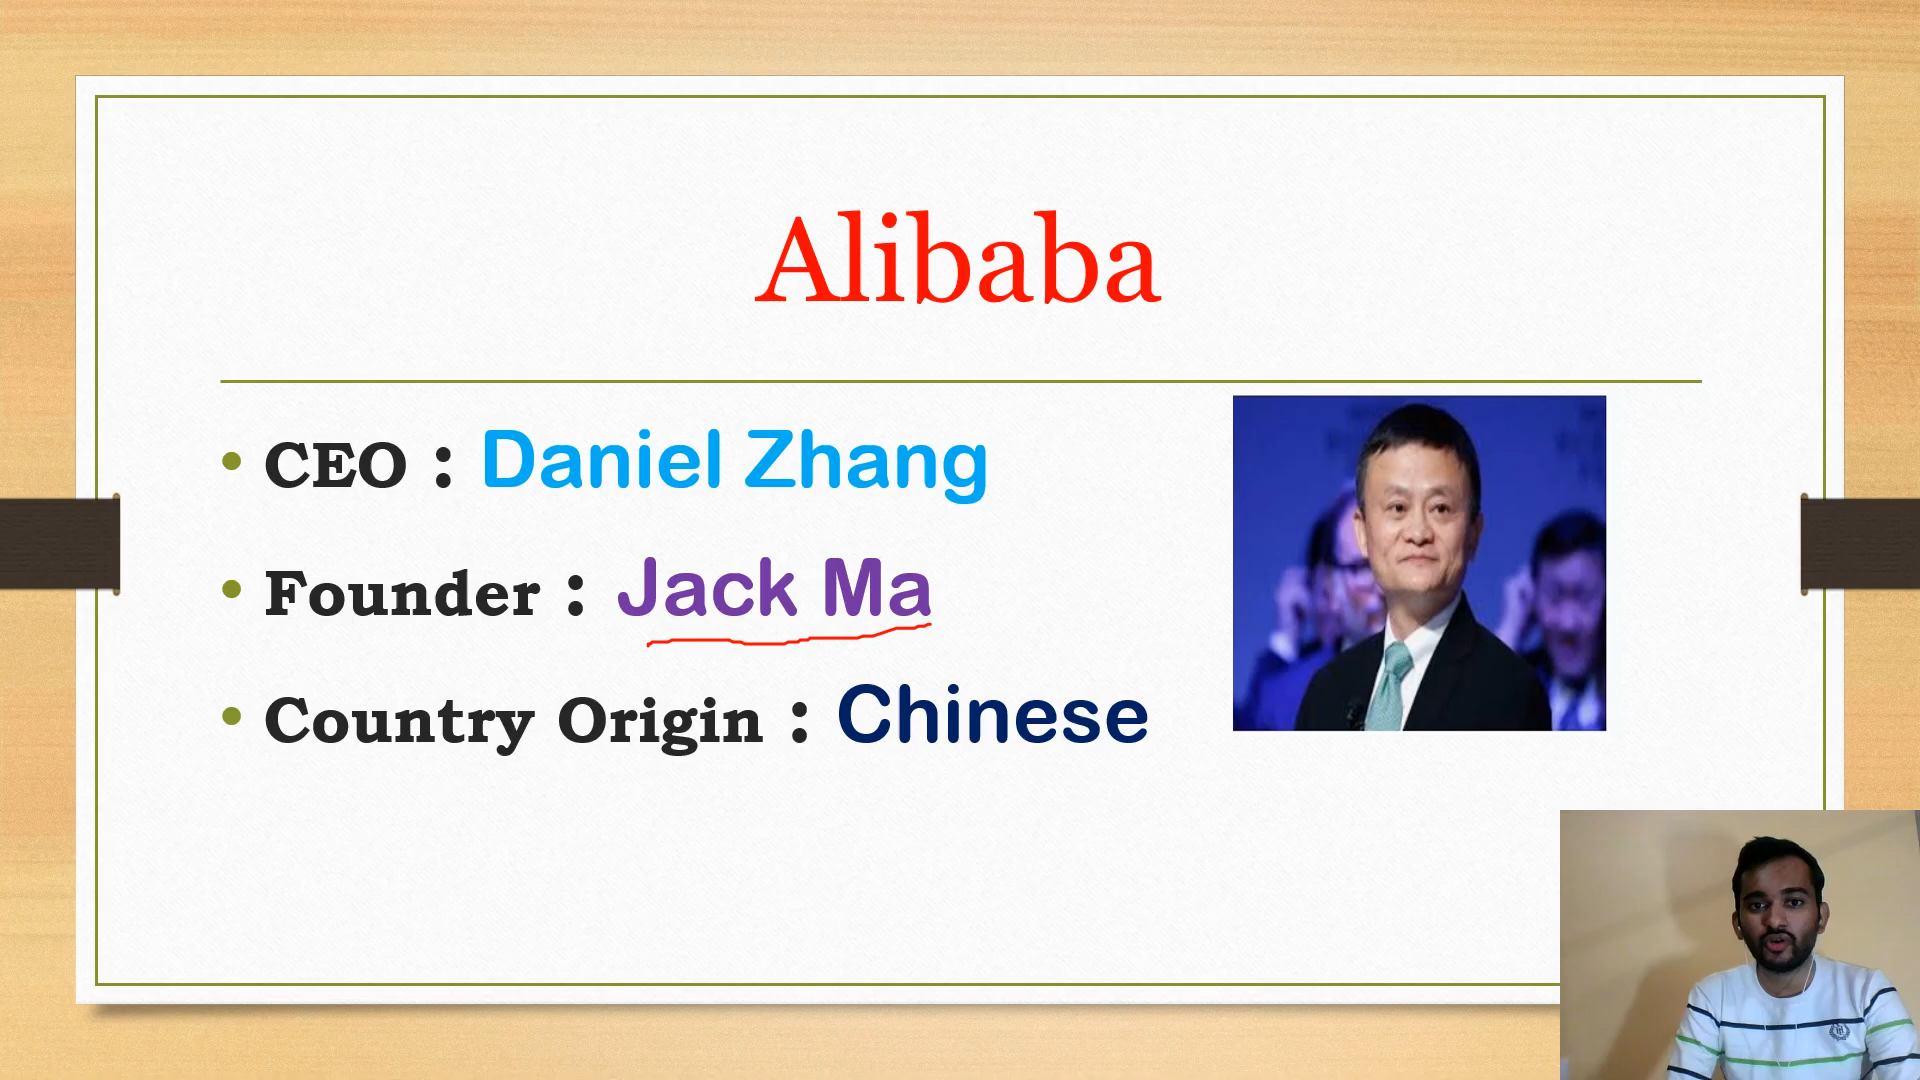 Alibaba
• CEO : Daniel Zhang
• Founder : Jack Ma
• Country Origin : Chinese